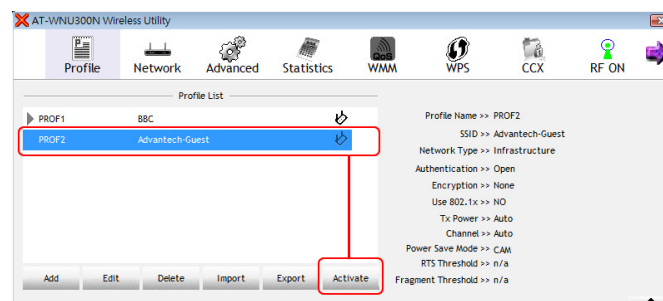 AT-WNU300N Wireless Utility
Profile Network Advanced Statistics QoS WMM WPS CCX RF ON
Profile List
PROF1 BBC
PROF2 Advantech-Guest
Add Edit Delete Import Export Activate
Profile Name >> PROF2
SSID >> Advantech-Guest
Network Type >> Infrastructure
Authentication >> Open
Encryption >> None
Use 802.1x >> NO
Tx Power >> Auto
Channel >> Auto
Power Save Mode >> CAM
RTS Threshold >> n/a
Fragment Threshold >> n/a